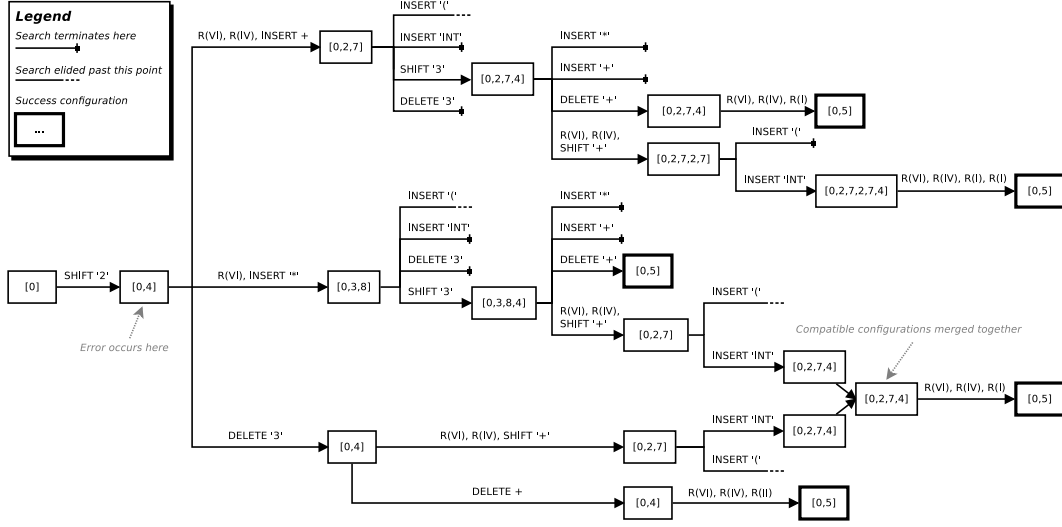 Legend
Search terminates here
Search elided past this point
Success configuration
...
R(VI), R(IV), INSERT +
[0,2,7]
INSERT '('
INSERT 'INT'
SHIFT '3'
DELETE '3'
[0,2,7,4]
INSERT '*'
INSERT '+'
DELETE '+'
[0,2,7,4]
R(VI), R(IV), R(I)
[0,5]
R(VI), R(IV),
SHIFT '+'
[0,2,7,2,7]
INSERT '('
INSERT 'INT'
[0,2,7,2,7,4]
R(VI), R(IV), R(I), R(I)
[0,5]
[0]
SHIFT '2'
[0,4]
Error occurs here
R(VI), INSERT '*'
[0,3,8]
INSERT '('
INSERT 'INT'
DELETE '3'
SHIFT '3'
[0,3,8,4]
INSERT '*'
INSERT '+'
DELETE '+'
[0,5]
R(VI), R(IV),
SHIFT '+'
[0,2,7]
INSERT '('
INSERT 'INT'
[0,2,7,4]
Compatible configurations merged together
[0,2,7,4]
R(VI), R(IV), R(I)
[0,5]
DELETE '3'
[0,4]
R(VI), R(IV), SHIFT '+'
[0,2,7]
INSERT 'INT'
[0,2,7,4]
INSERT '('
DELETE +
[0,4]
R(VI), R(IV), R(II)
[0,5]